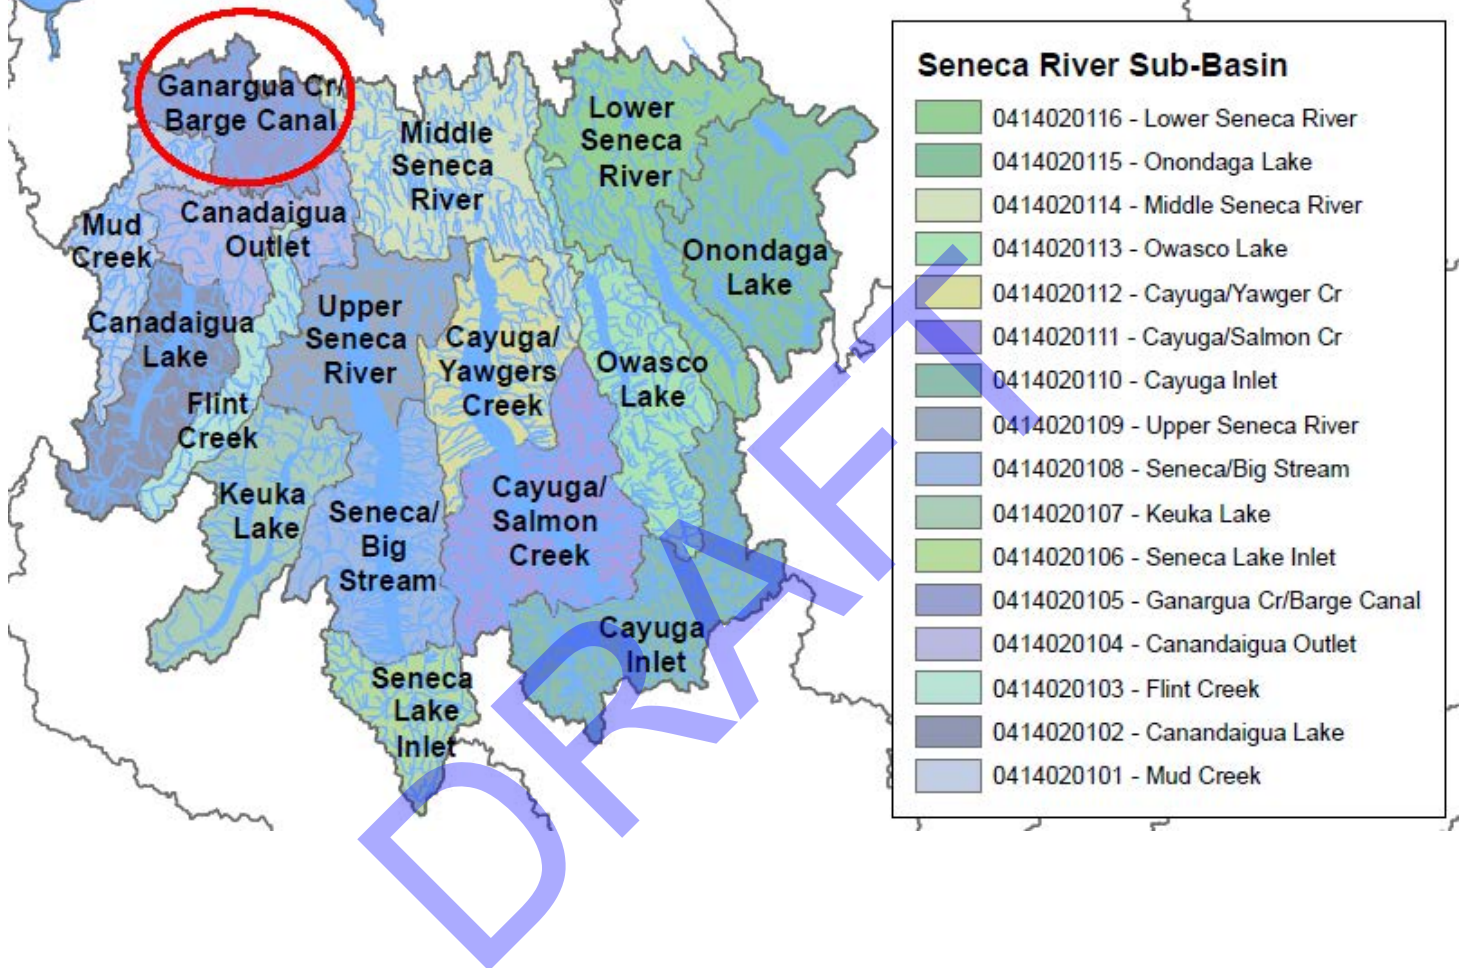 Ganargua Cr/
Barge Canal
Middle
Seneca
River
Lower
Seneca
River
Mud
Creek
Canadaigua
Outlet
Onondaga
Lake
Canadaigua
Lake
Upper
Seneca
River
Cayuga/
Yawgers
Creek
Owasco
Lake
Flint
Creek
Keuka
Lake
Seneca/
Big
Stream
Cayuga/
Salmon
Creek
Cayuga
Inlet
Seneca
Lake
Inlet
Seneca River Sub-Basin
0414020116 - Lower Seneca River
0414020115 - Onondaga Lake
0414020114 - Middle Seneca River
0414020113 - Owasco Lake
0414020112 - Cayuga/Yawger Cr
0414020111 - Cayuga/Salmon Cr
0414020110 - Cayuga Inlet
0414020109 - Upper Seneca River
0414020108 - Seneca/Big Stream
0414020107 - Keuka Lake
0414020106 - Seneca Lake Inlet
0414020105 - Ganargua Cr/Barge Canal
0414020104 - Canandaigua Outlet
0414020103 - Flint Creek
0414020102 - Canandaigua Lake
0414020101 - Mud Creek
DRAFT